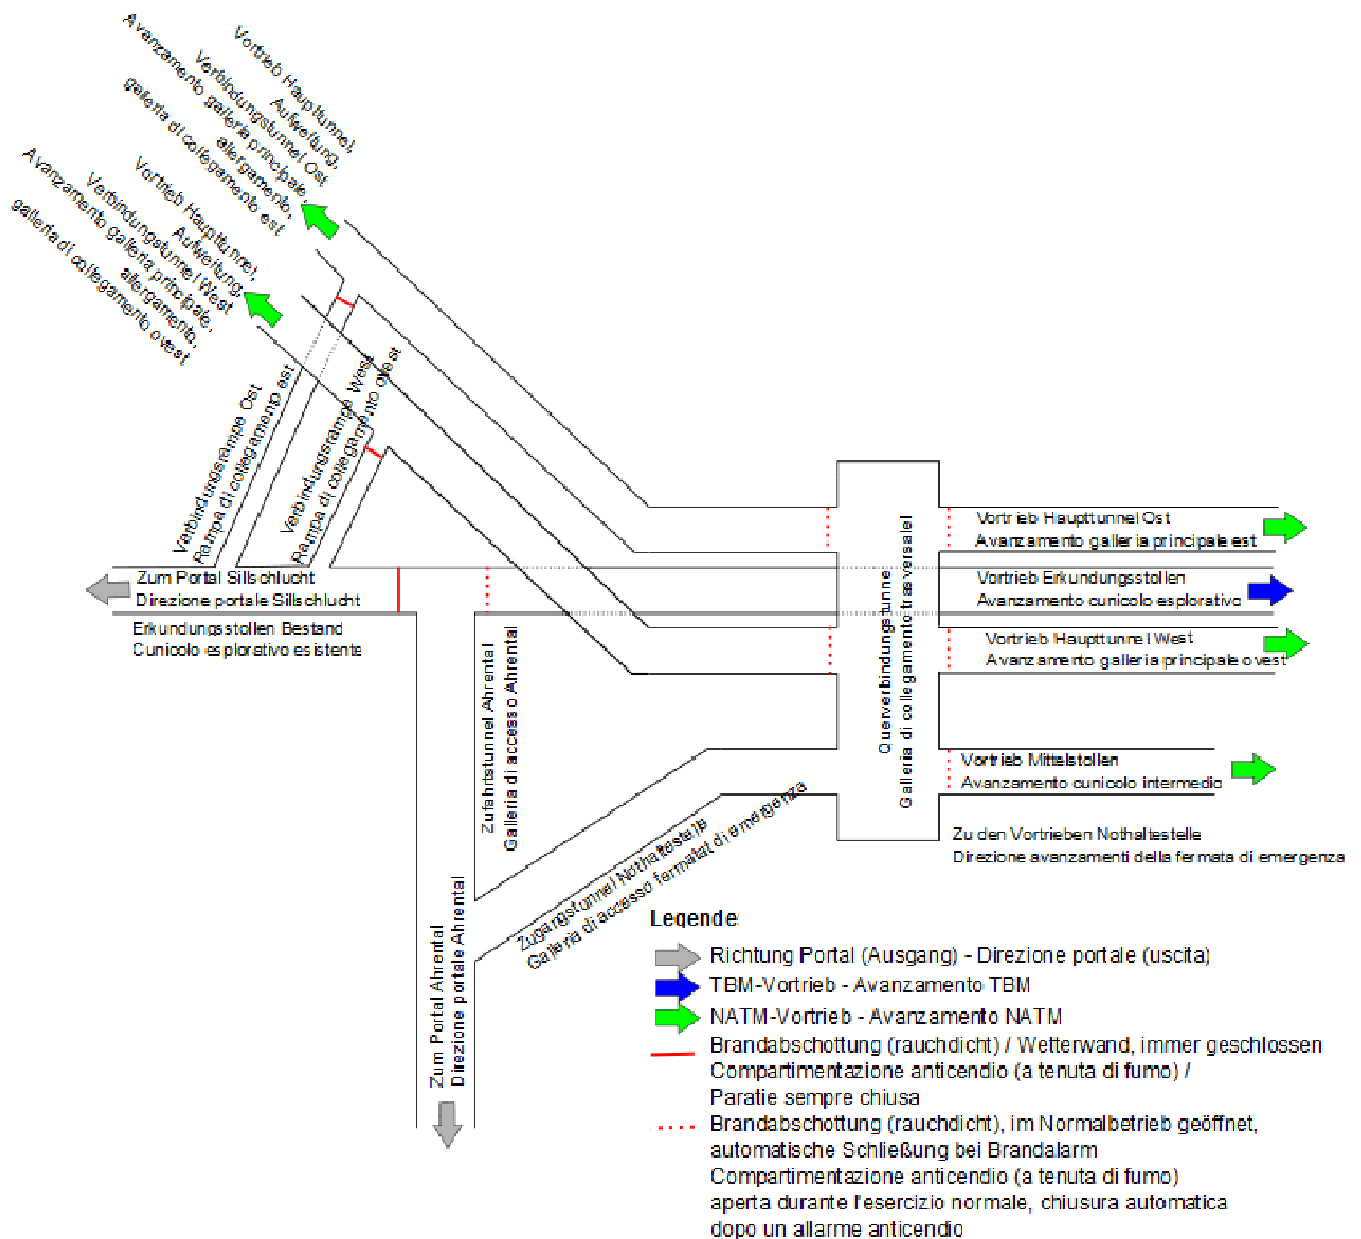 Vortrieb Haupttunnel,
Aufweitung,
Verbindungstunnel Ost
Avanzamento galleria principale,
allergamento,
galleria di collegamento est
Vortrieb Haupttunnel,
Aufweitung,
Verbindungstunnel West
Avanzamento galleria principale,
allergamento,
galleria di collegamento ovest
Verbindungsrampe Ost
Rampa di collegamento est
Verbindungsrampe West
Rampa di collegamento ovest
Zum Portal Sillschlucht
Direzione portale Sillschlucht
Erkundungsstollen Bestand
Cunicolo esplorativo esistente
Zufahrtstunnel Ahrental
Galleria di accesso Ahrental
Querverbindungstunnel
Galleria di collegamento trasversale
Vortrieb Haupttunnel Ost
Avanzamento galleria principale est
Vortrieb Erkundungsstollen
Avanzamento cunicolo esplorativo
Vortrieb Haupttunnel West
Avanzamento galleria principale ovest
Vortrieb Mittelstollen
Avanzamento cunicolo intermedio
Zu den Vortrieben Nothaltestelle
Direzione avanzamenti della fermata di emergenza
Zugangstunnel Nothaltestelle
Galleria di accesso fermatat di emergenza
Zum Portal Ahrental
Direzione portale Ahrental
Legende:
Richtung Portal (Ausgang) - Direzione portale (uscita)
TBM-Vortrieb - Avanzamento TBM
NATM-Vortrieb - Avanzamento NATM
Brandabschottung (rauchdicht) / Wetterwand, immer geschlossen
Compartimentazione anticendio (a tenuta di fumo) /
Paratie sempre chiusa
Brandabschottung (rauchdicht), im Normalbetrieb geöffnet,
automatische Schließung bei Brandalarm
Compartimentazione anticendio (a tenuta di fumo)
aperta durante l'esercizio normale, chiusura automatica
dopo un allarme anticendio